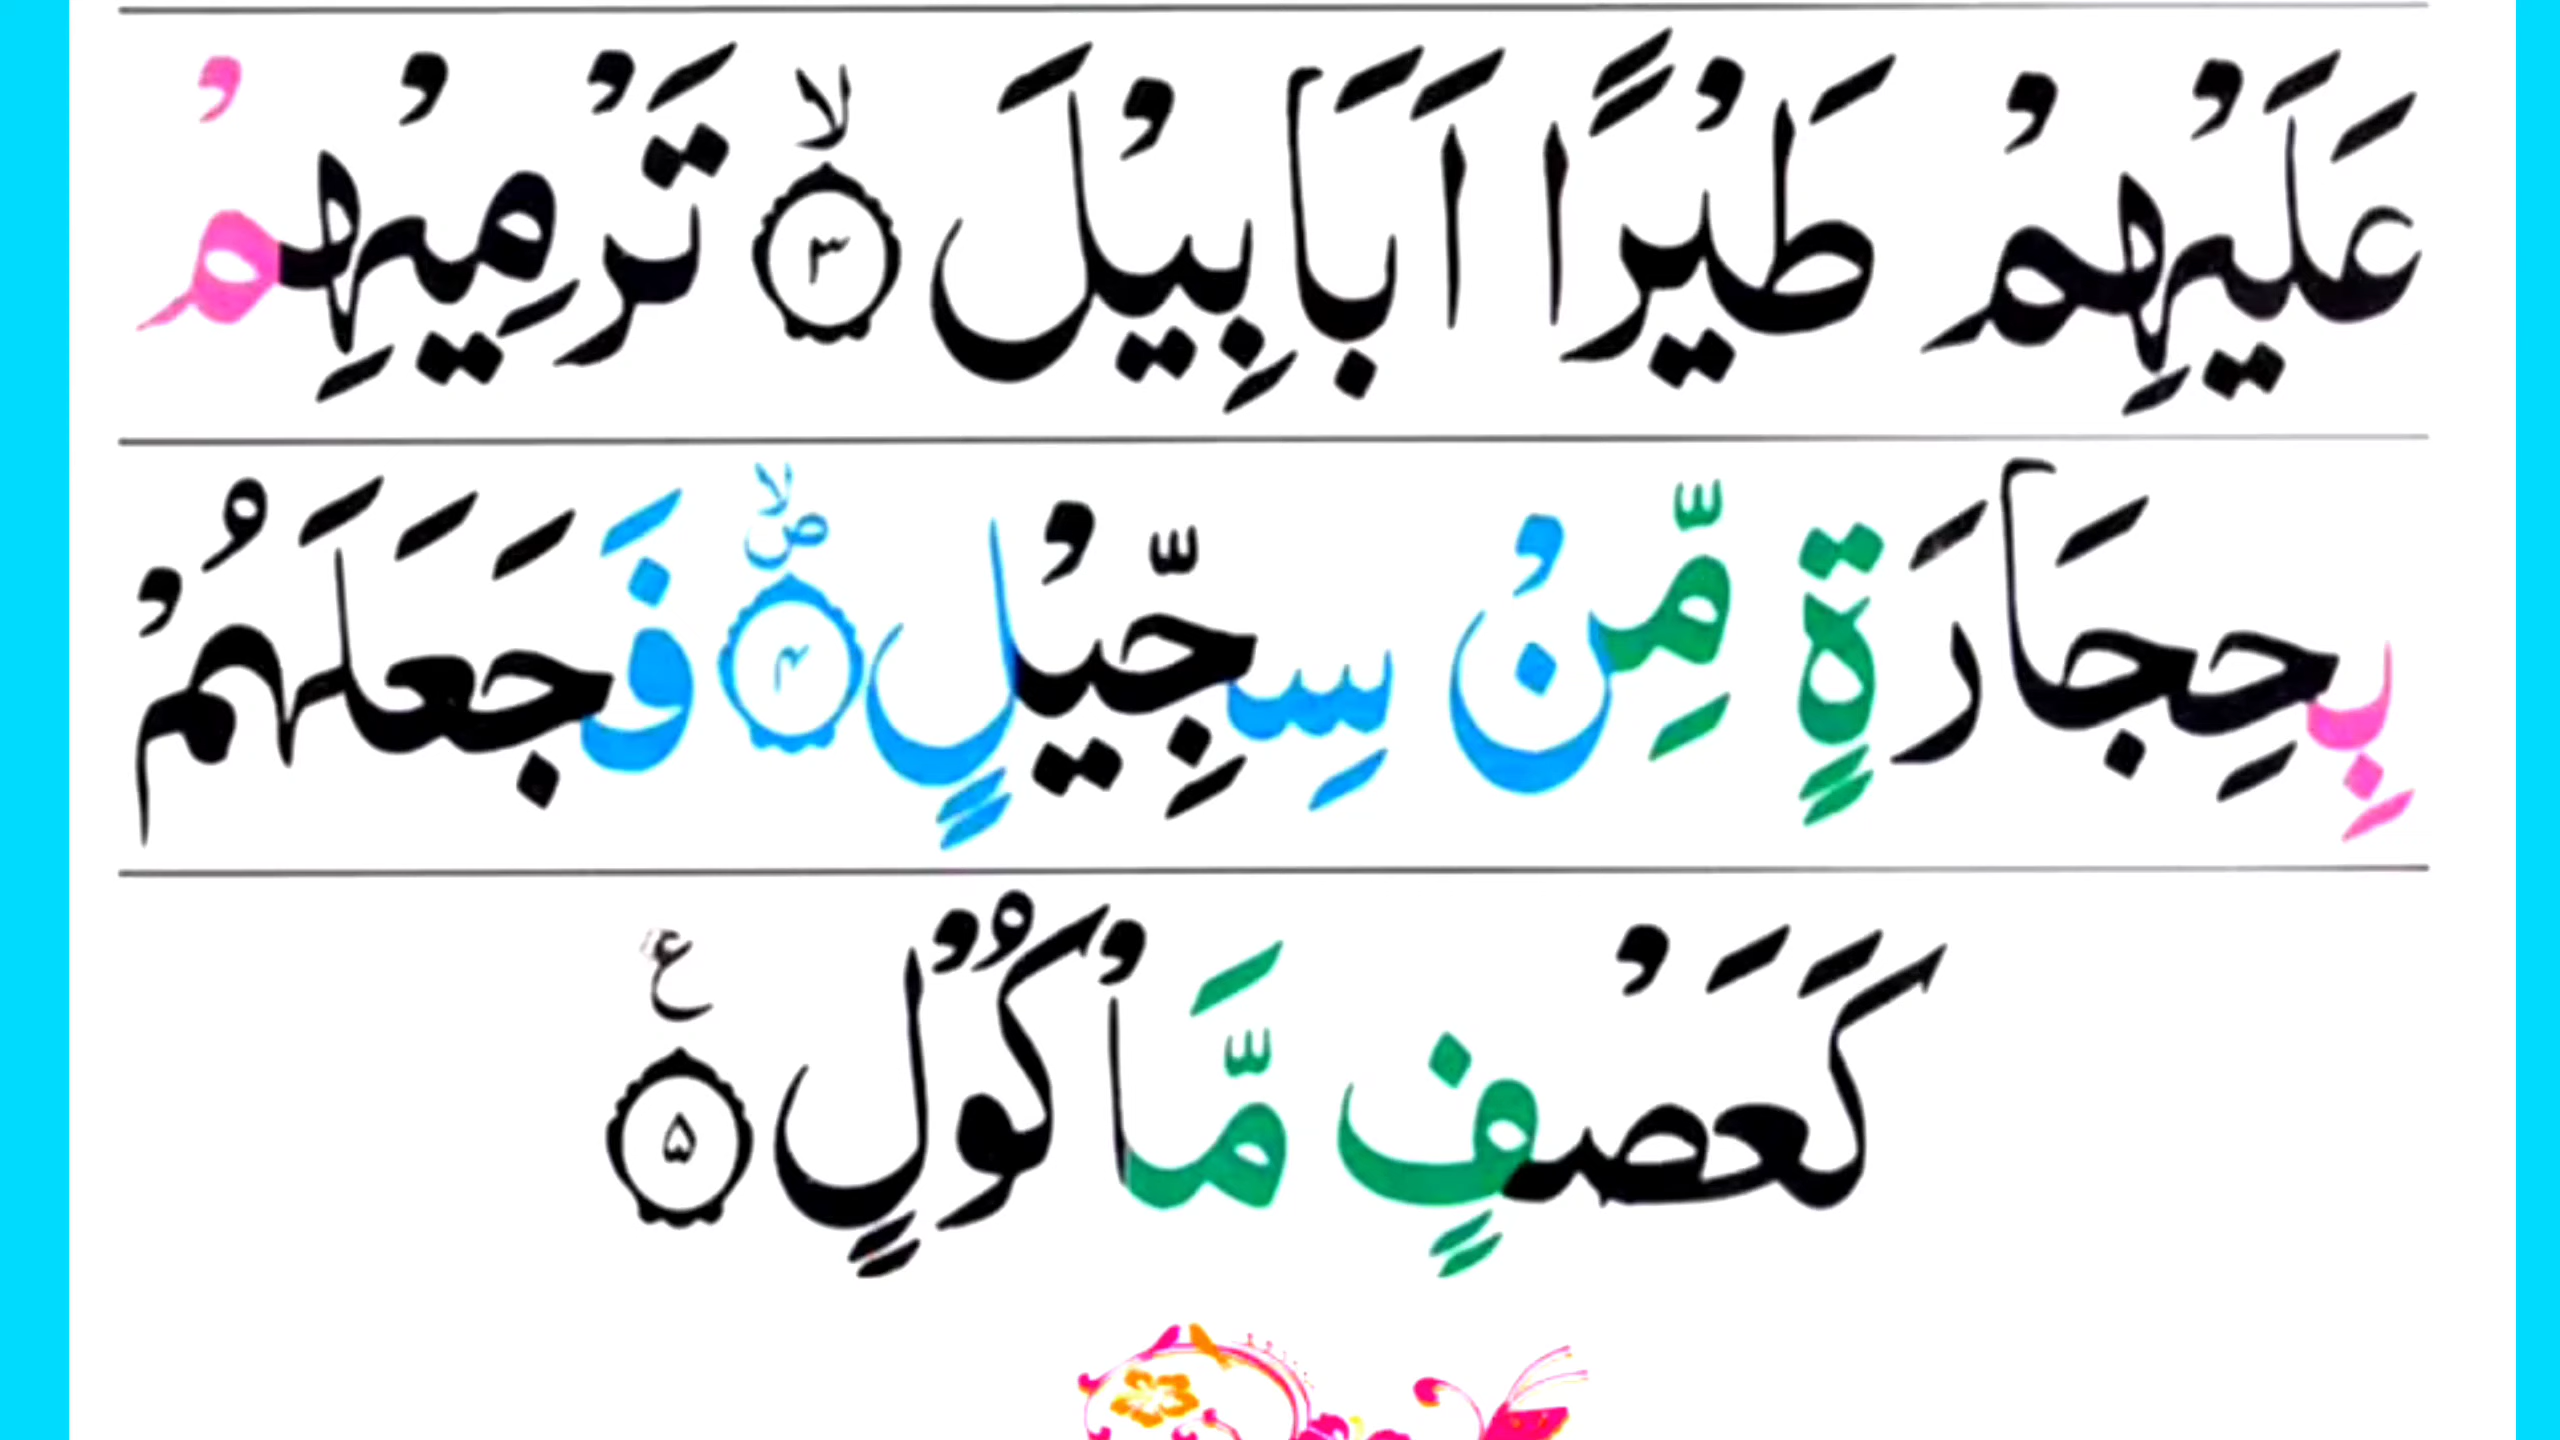 عَلَيْهِمْ طَيْرًا اَبَابِيْلَ ۙ﴿۳﴾ تَرْمِيْهِمْ
بِحِجَارَةٍ مِّنْ سِجِّيْلٍ ۪ۙ﴿۴﴾ فَجَعَلَهُمْ
كَعَصْفٍ مَّاْكُوْلٍ ﴿۵﴾ ع